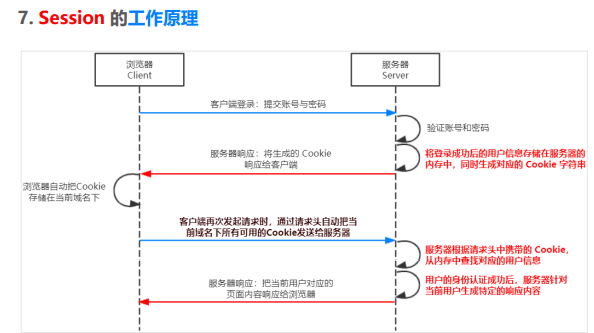 7. Session 的工作原理
浏览器
Client
服务器
Server
客户端登录：提交账号与密码
验证账号和密码
服务器响应：将生成的 Cookie
响应给客户端
将登录成功后的用户信息存储在服务器的
内存中，同时生成对应的 Cookie 字符串
浏览器自动把Cookie
存储在当前域名下
客户端再次发起请求时，通过请求头自动把当
前域名下所有可用的Cookie发送给服务器
服务器根据请求头中携带的 Cookie，
从内存中查找对应的用户信息
服务器响应：把当前用户对应的
页面内容响应给浏览器
用户的身份认证成功后，服务器针对
当前用户生成特定的响应内容